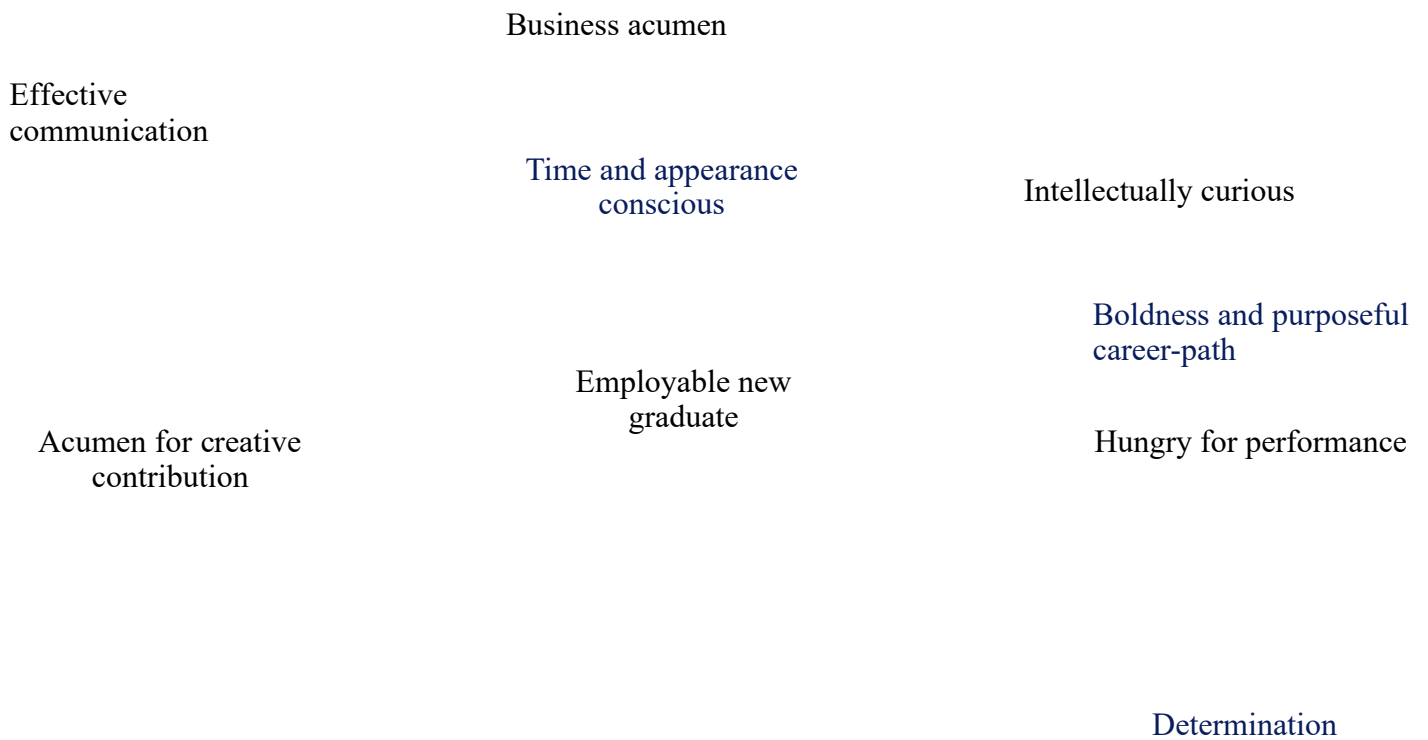 Business acumen
Effective
communication
Time and appearance
conscious
Intellectually curious
Boldness and purposeful
career-path
Employable new
graduate
Acumen for creative
contribution
Hungry for performance
Determination